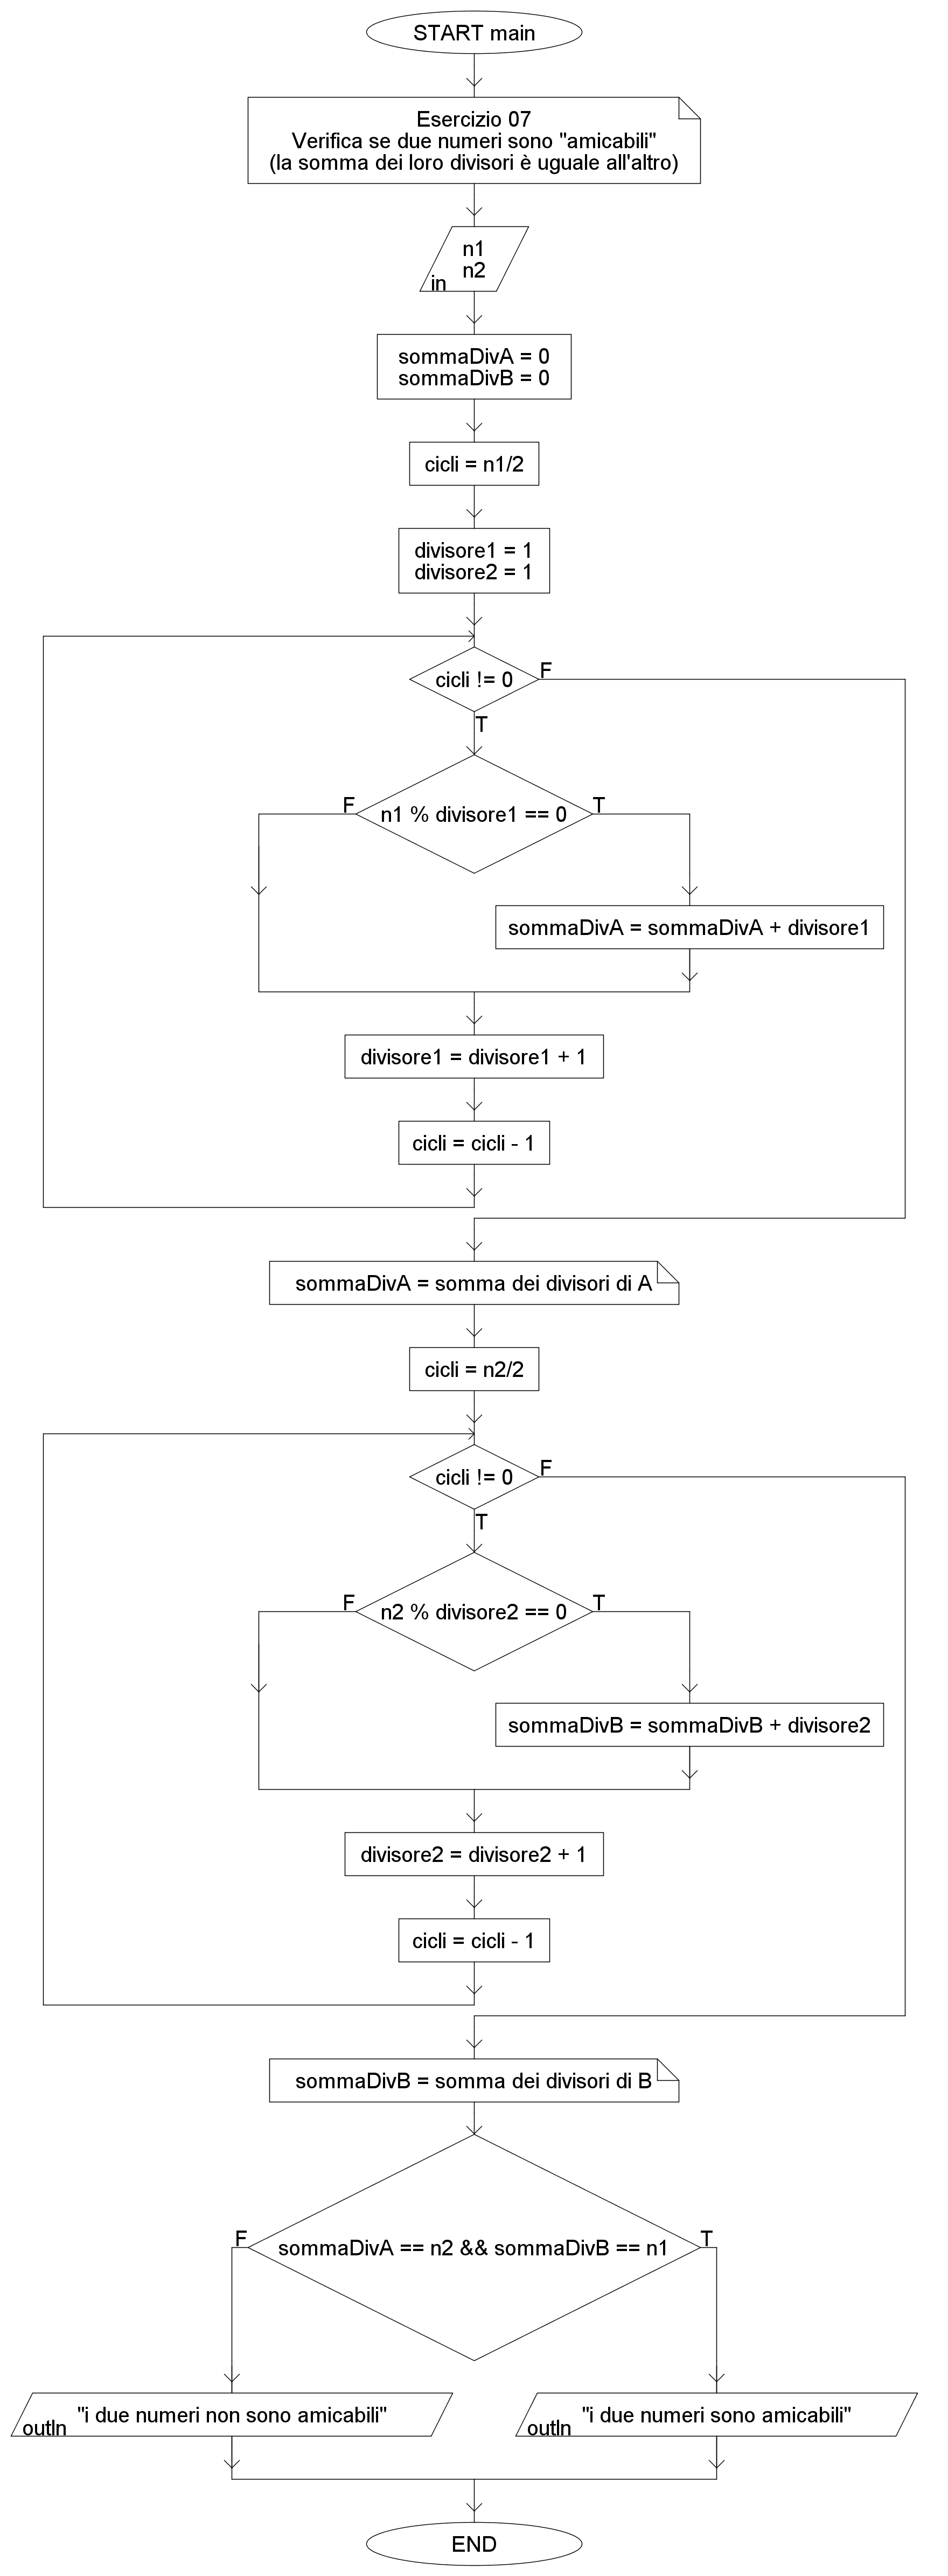 START main
Esercizio 07
Verifica se due numeri sono "amicabili"
(la somma dei loro divisori è uguale all'altro)
n1
n2
in
sommaDivA = 0
sommaDivB = 0
cicli = n1/2
divisore1 = 1
divisore2 = 1
cicli != 0
F
T
F
n1 % divisore1 == 0
T
sommaDivA = sommaDivA + divisore1
divisore1 = divisore1 + 1
cicli = cicli - 1
sommaDivA = somma dei divisori di A
cicli = n2/2
cicli != 0
F
T
F
n2 % divisore2 == 0
T
sommaDivB = sommaDivB + divisore2
divisore2 = divisore2 + 1
cicli = cicli - 1
sommaDivB = somma dei divisori di B
F
sommaDivA == n2 && sommaDivB == n1
T
"i due numeri non sono amicabili"
outln
"i due numeri sono amicabili"
outln
END